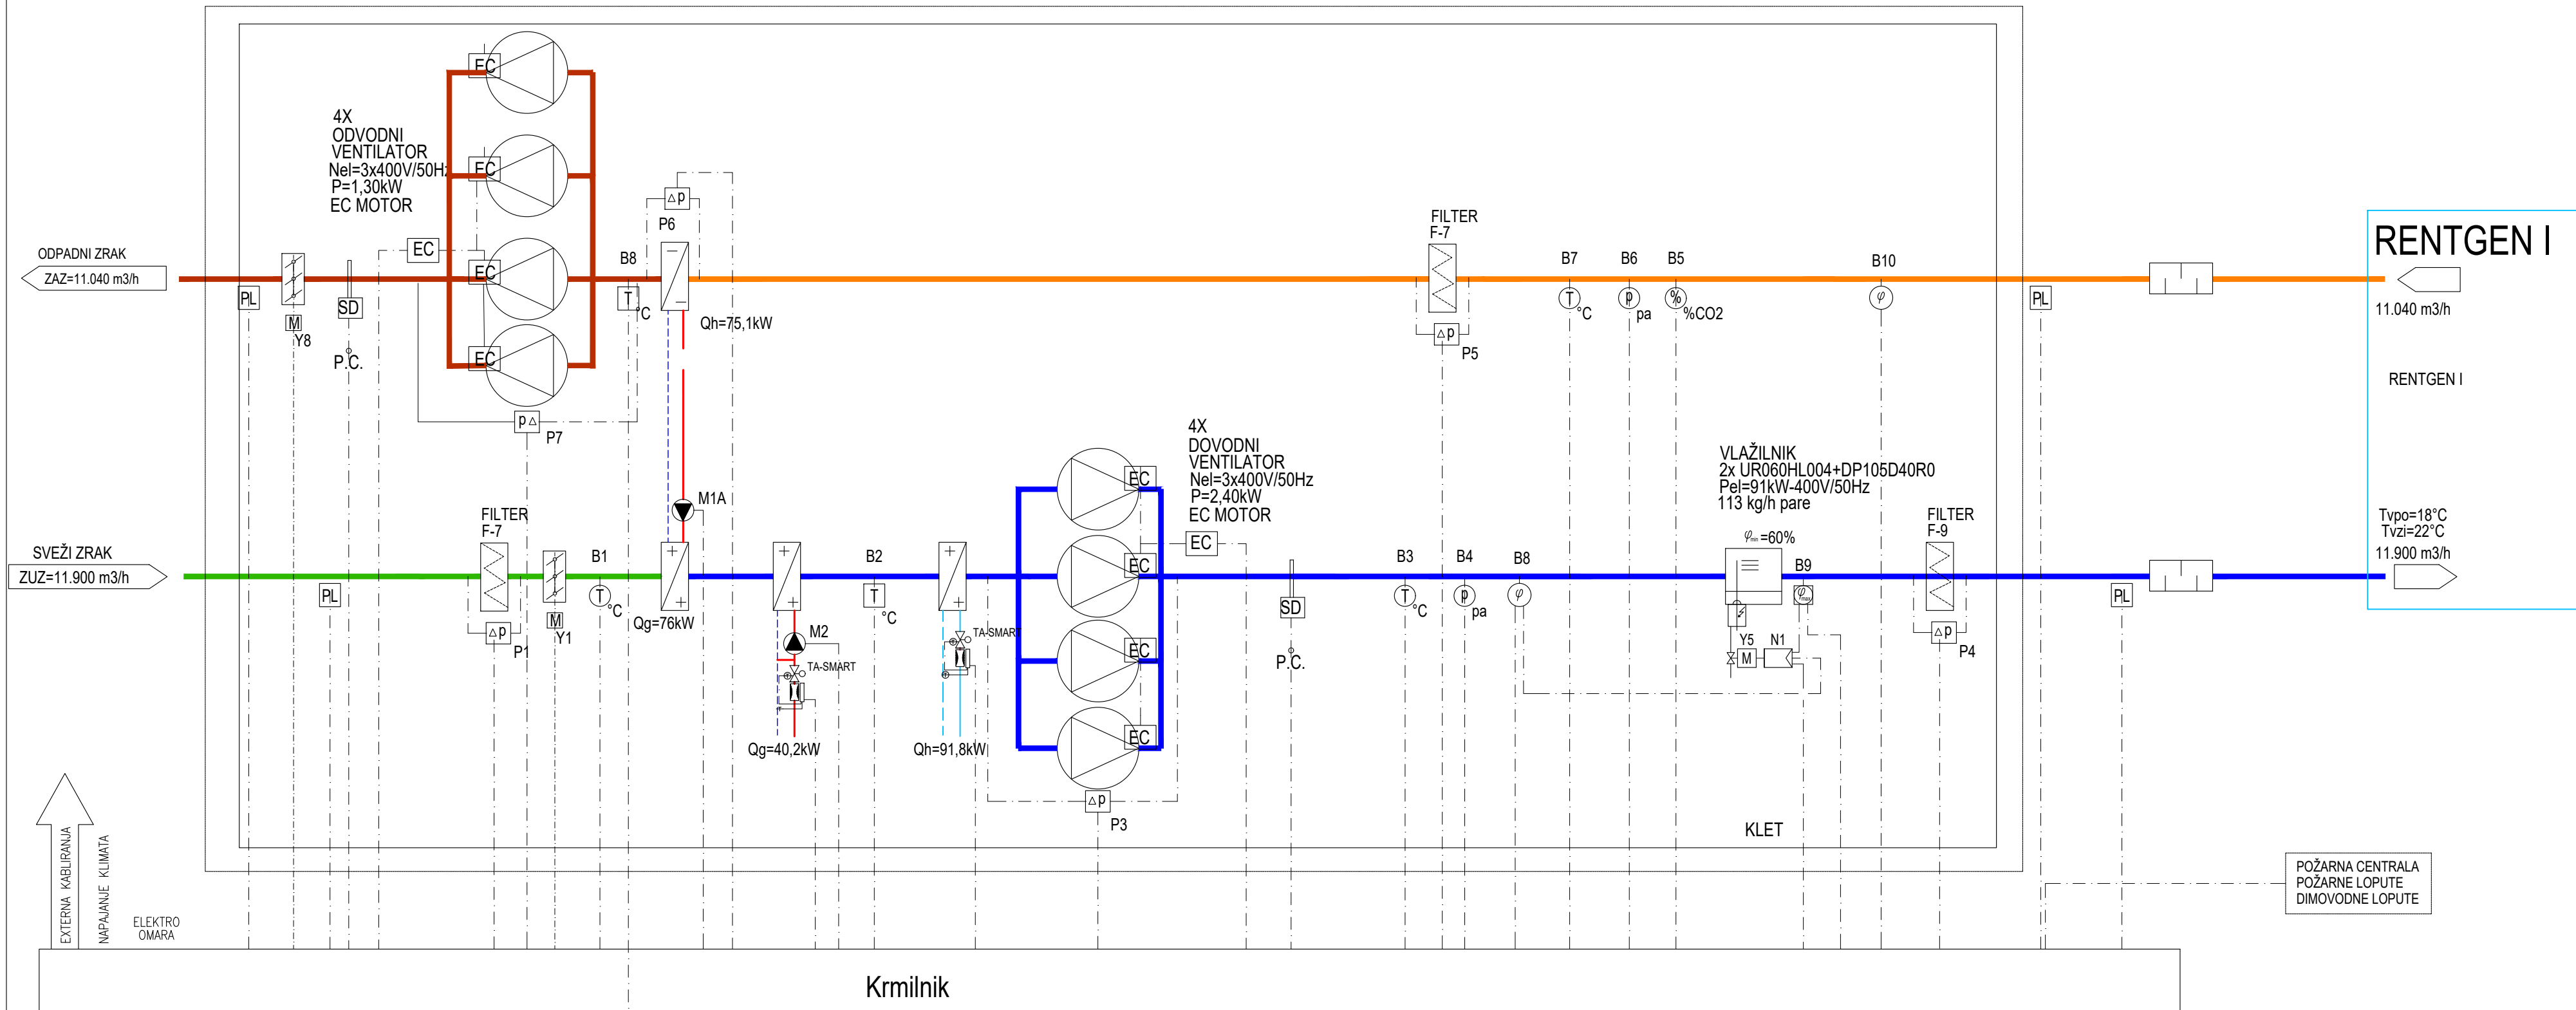 4X
ODVODNI
VENTILATOR
Nel=3x400V/50Hz
P=1,30kW
EC MOTOR
EC
EC
EC
EC
EC
ODPADNI ZRAK
ZAZ=11.040 m3/h
PL
M
Y8
SD
P.C.
p
P7
B8
T
°C
p
P6
Qh=75,1kW
FILTER
F-7
p
P5
B7
T
°C
B6
p
pa
B5
%
%CO2
B10
φ
PL
RENTGEN I
11.040 m3/h
RENTGEN I
Tvpo=18°C
Tvzi=22°C
11.900 m3/h
SVEŽI ZRAK
ZUZ=11.900 m3/h
PL
FILTER
F-7
p
P1
M
Y1
B1
T
°C
M1A
Qg=76kW
M2
TA-SMART
Qg=40,2kW
B2
T
°C
TA-SMART
Qh=91,8kW
4X
DOVODNI
VENTILATOR
Nel=3x400V/50Hz
P=2,40kW
EC MOTOR
EC
EC
EC
EC
EC
p
P3
SD
P.C.
B3
T
°C
B4
p
pa
B8
φ
VLAŽILNIK
2x UR060HL004+DP105D40R0
Pel=91kW-400V/50Hz
113 kg/h pare
φmin=60%
B9
φmax
Y5
N1
M
FILTER
F-9
p
P4
PL
KLET
POŽARNA CENTRALA
POŽARNE LOPUTE
DIMOVODNE LOPUTE
EXTERNA KABLIRANJA
NAPAJANJE KLIMATA
ELEKTRO
OMARA
Krmilnik